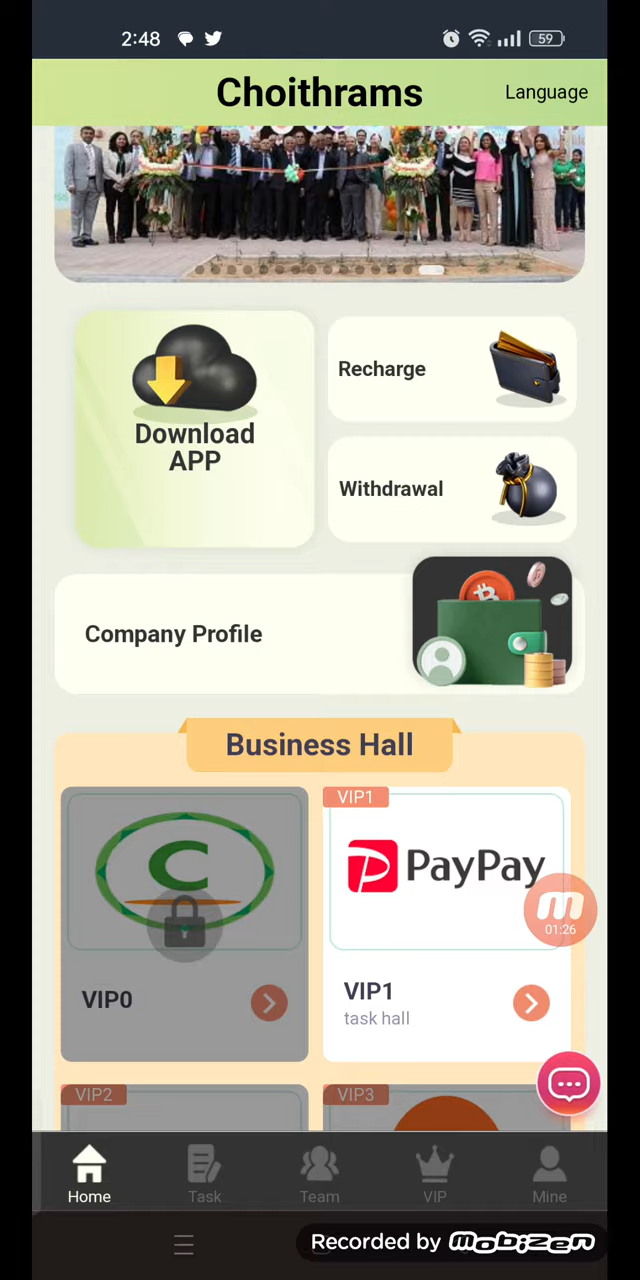 2:48
59
Choithrams
Language
Download
APP
Recharge
Withdrawal
Company Profile
Business Hall
C
VIP0
VIP1
PayPay
VIP1
task hall
01:26
VIP2
VIP3
Home
Task
Team
VIP
Mine
Recorded by Mobizen